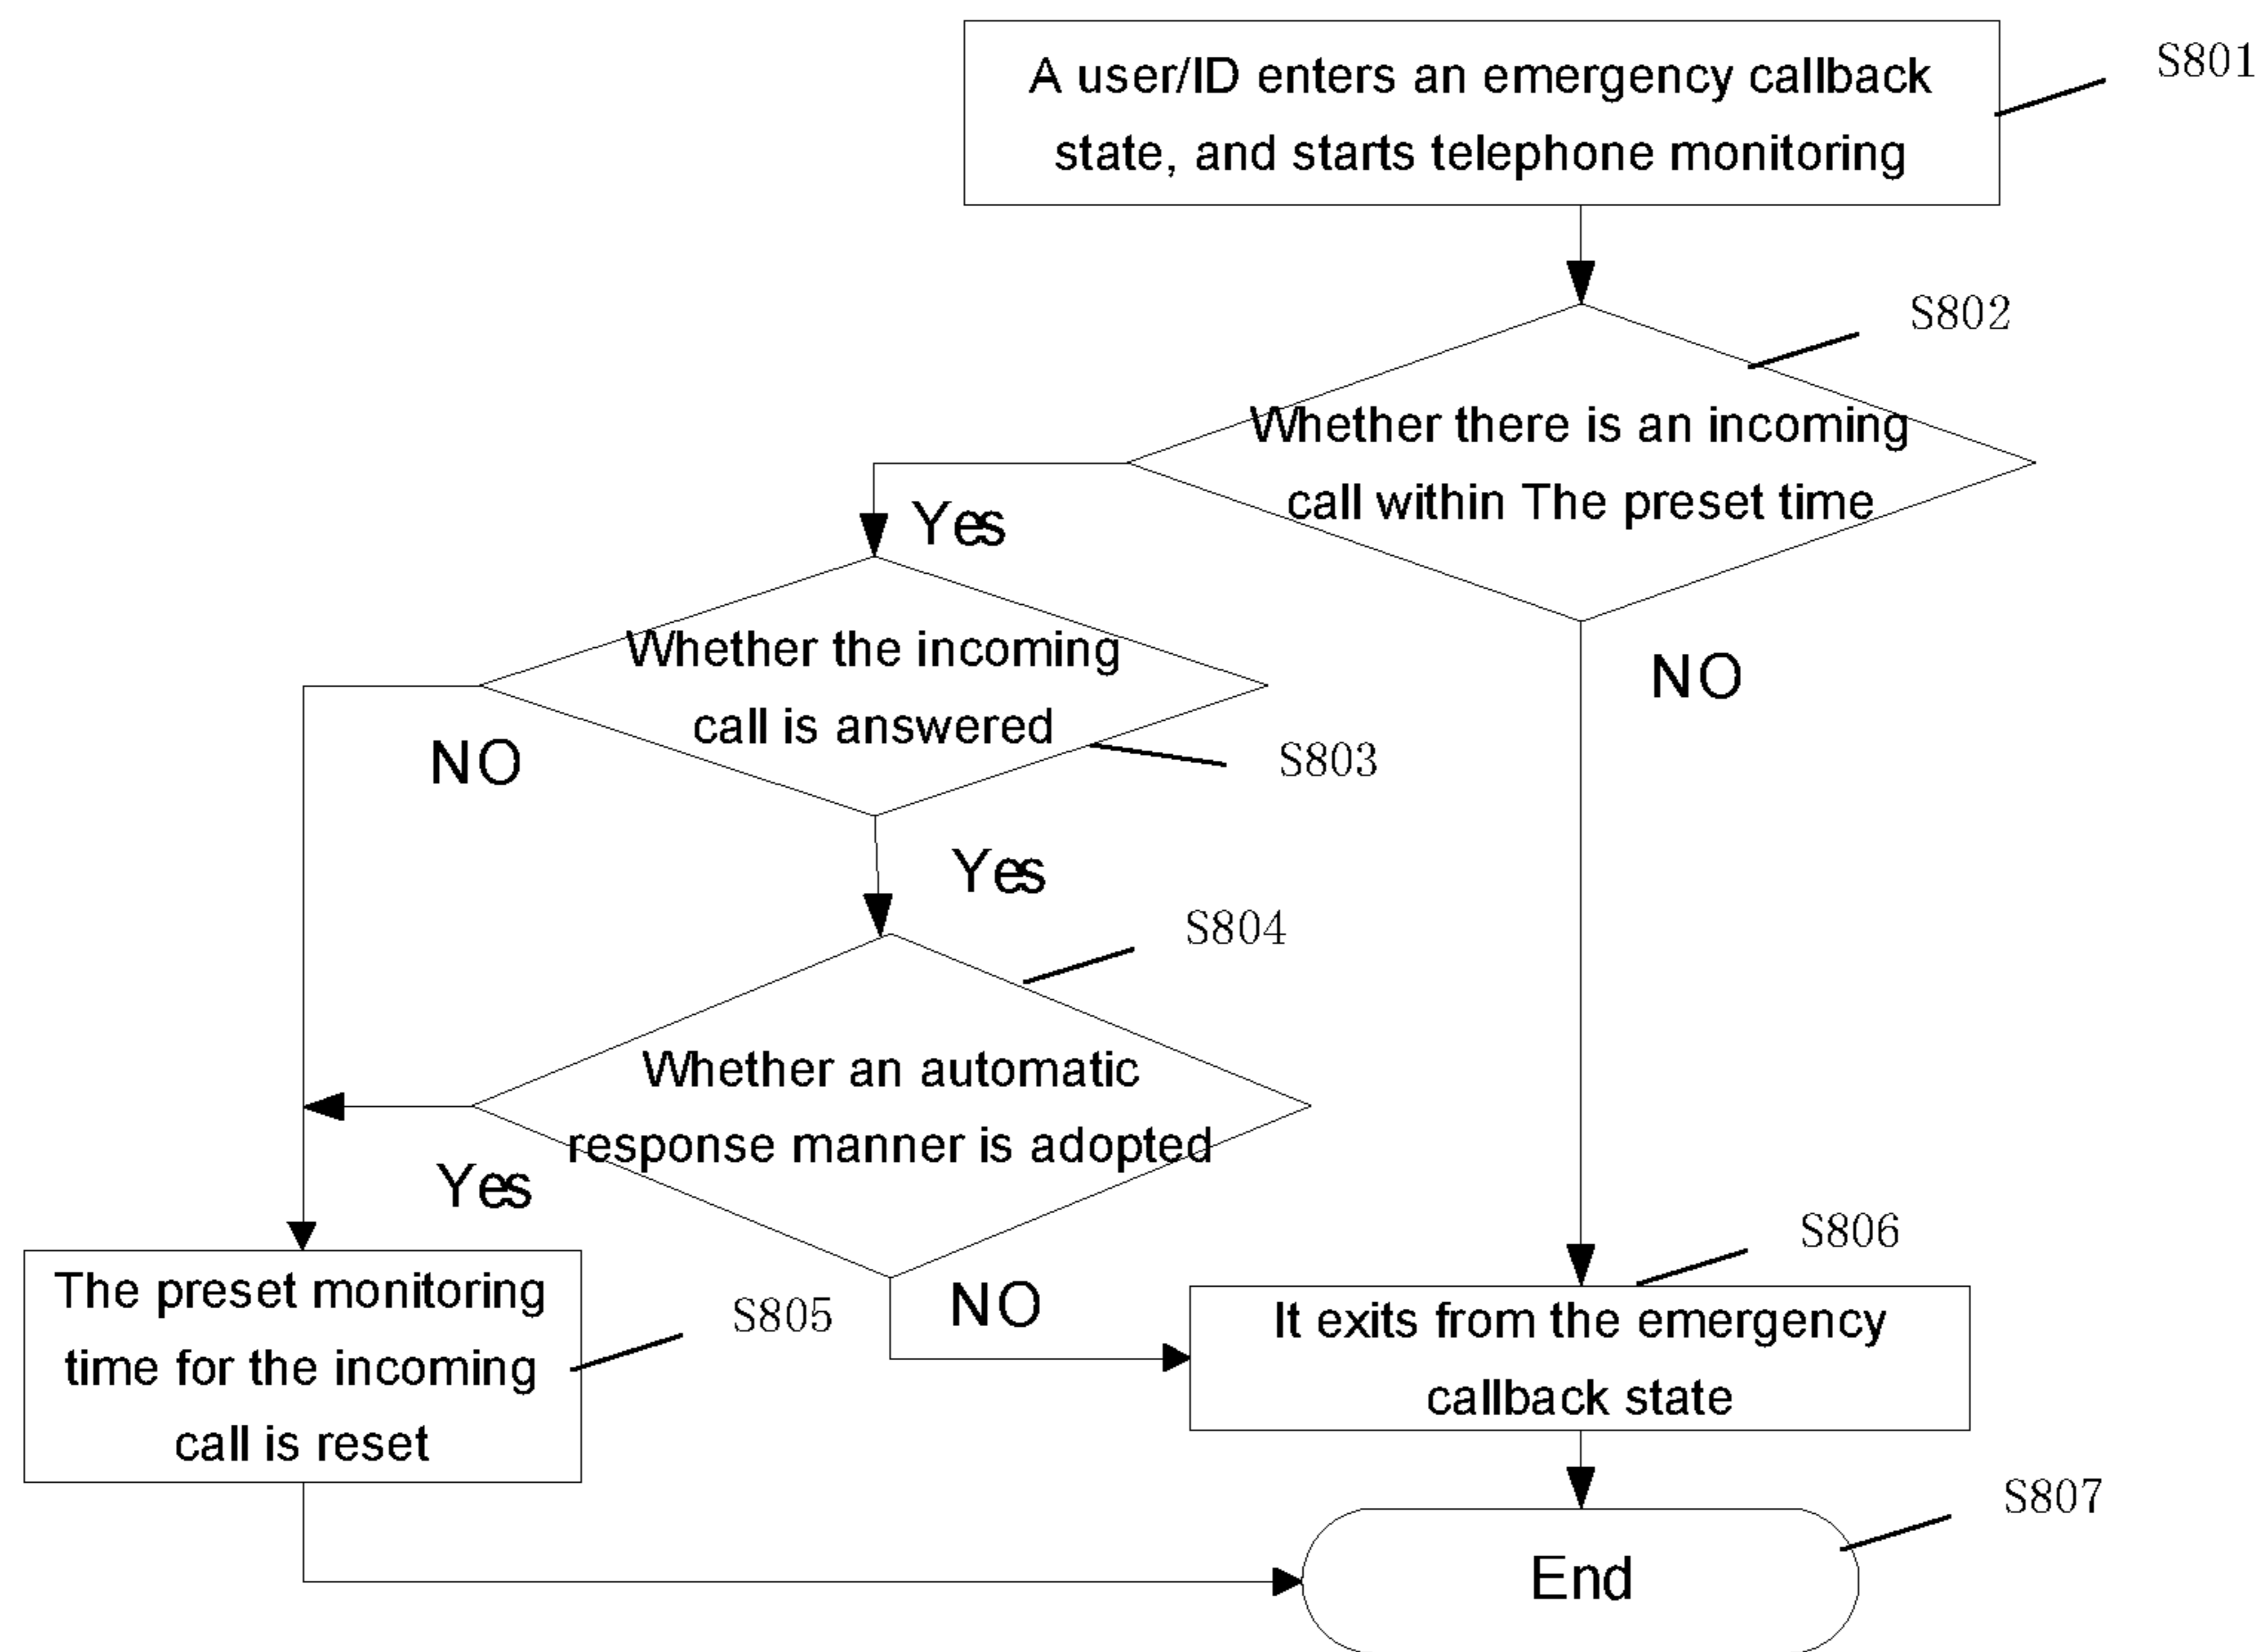 A user/ID enters an emergency callback
state, and starts telephone monitoring
S801
S802
Whether there is an incoming
call within The preset time
Yes
NO
Whether the incoming
call is answered
S803
NO
Yes
S804
Whether an automatic
response manner is adopted
Yes
NO
S806
The preset monitoring
time for the incoming
call is reset
S805
It exits from the emergency
callback state
S807
End